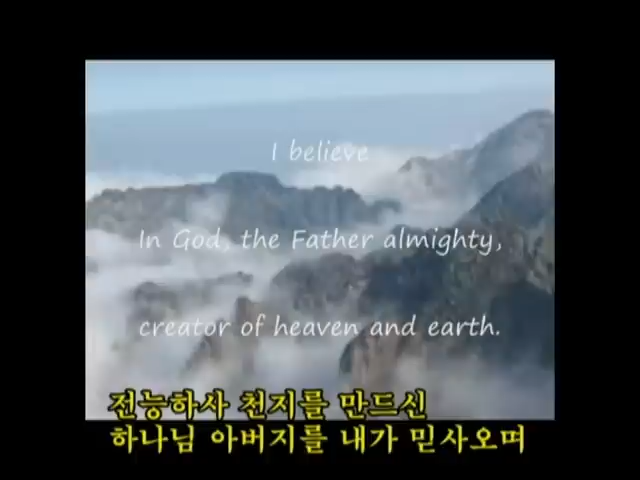 I believe
In God, the Father almighty,
creator of heaven and earth.
전능하사 천지를 만드신
하나님 아버지를 내가 믿사오며